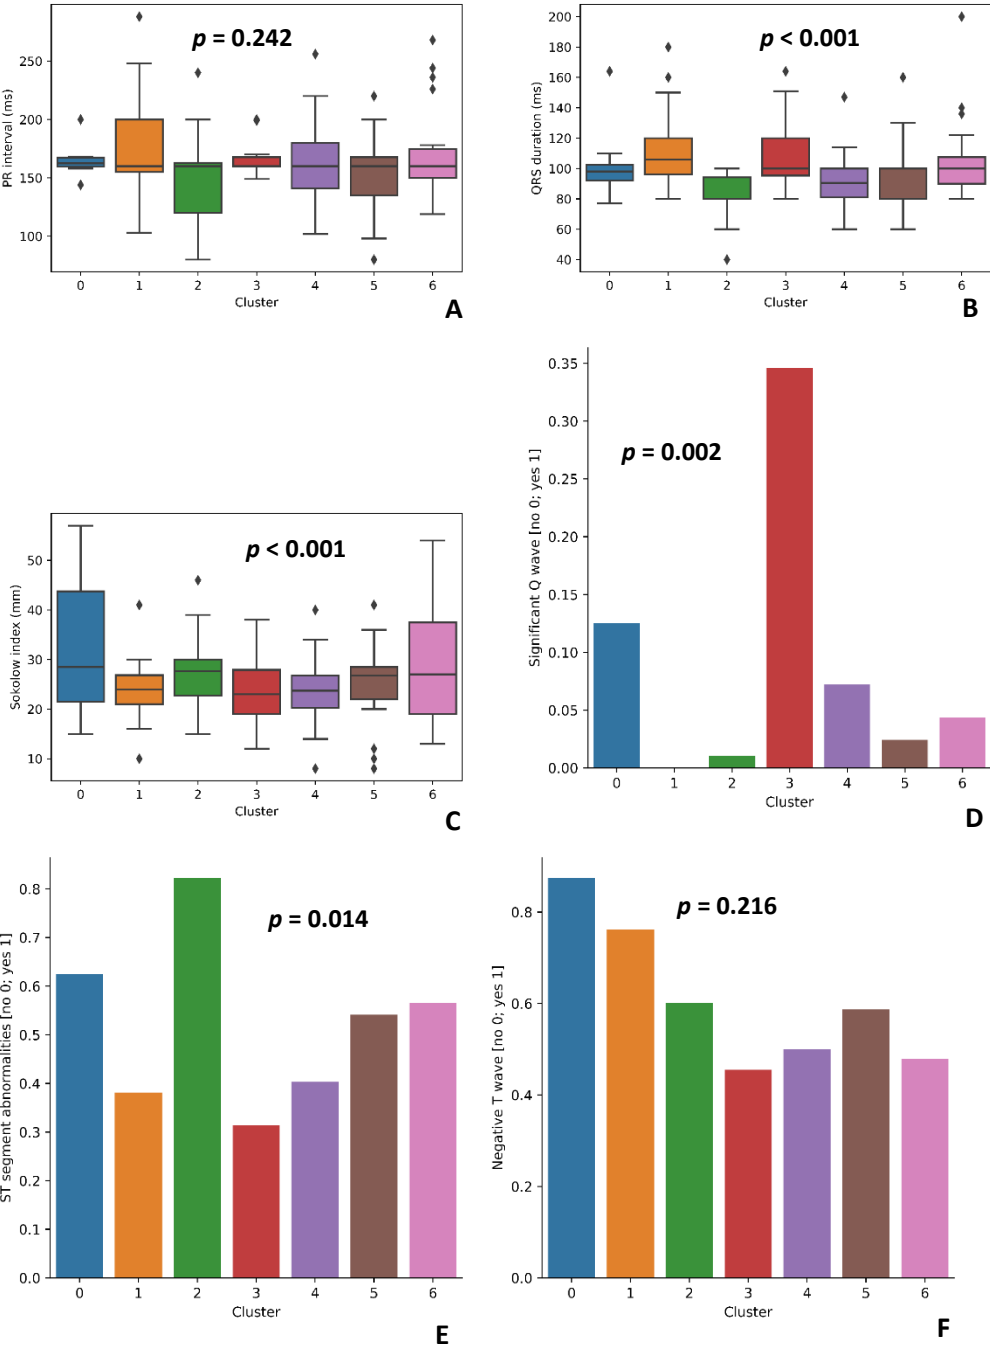 p = 0.242
PR interval (ms)
250
200
150
100
0 1 2 3 4 5 6
Cluster
A
p < 0.001
QRS duration (ms)
200
180
160
140
120
100
80
60
40
0 1 2 3 4 5 6
Cluster
B
p < 0.001
Sokolow index (mm)
50
40
30
20
10
0 1 2 3 4 5 6
Cluster
C
p = 0.002
Significant Q wave [no 0; yes 1]
0.35
0.30
0.25
0.20
0.15
0.10
0.05
0.00
0 1 2 3 4 5 6
Cluster
D
p = 0.014
ST segment abnormalities [no 0; yes 1]
0.8
0.7
0.6
0.5
0.4
0.3
0.2
0.1
0.0
0 1 2 3 4 5 6
Cluster
E
p = 0.216
Negative T wave [no 0; yes 1]
0.8
0.6
0.4
0.2
0.0
0 1 2 3 4 5 6
Cluster
F